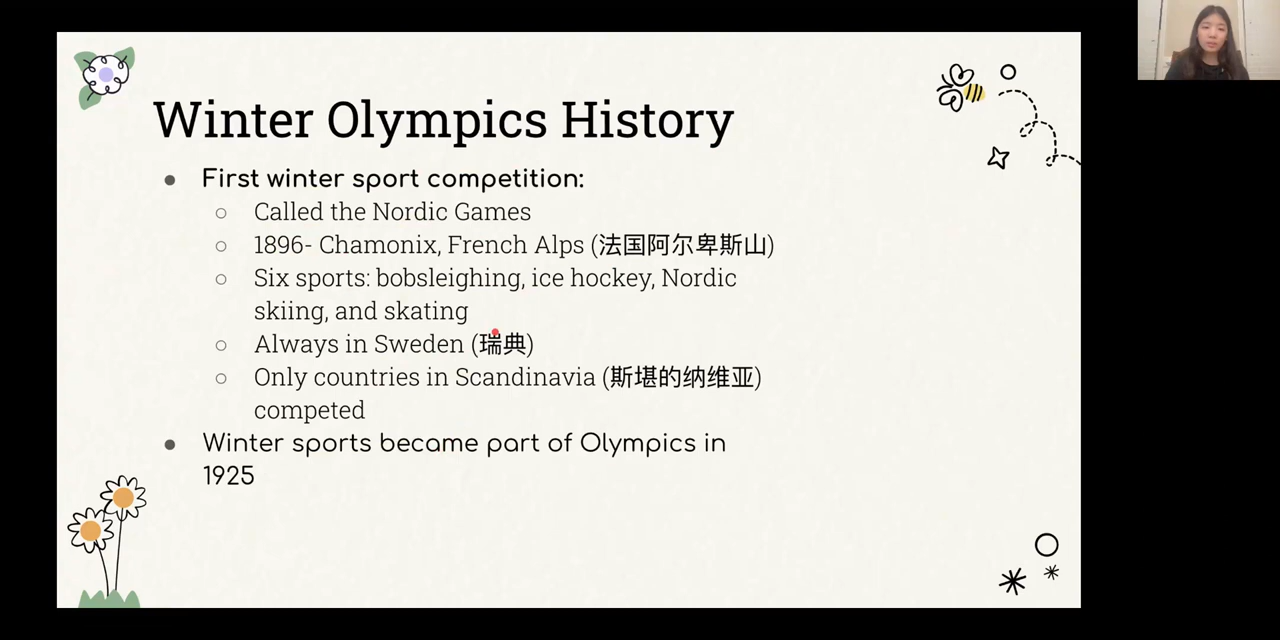 Winter Olympics History
First winter sport competition:
Called the Nordic Games
1896- Chamonix, French Alps (法国阿尔卑斯山)
Six sports: bobsleighing, ice hockey, Nordic
skiing, and skating
Always in Sweden (瑞典)
Only countries in Scandinavia (斯堪的纳维亚)
competed
Winter sports became part of Olympics in
1925